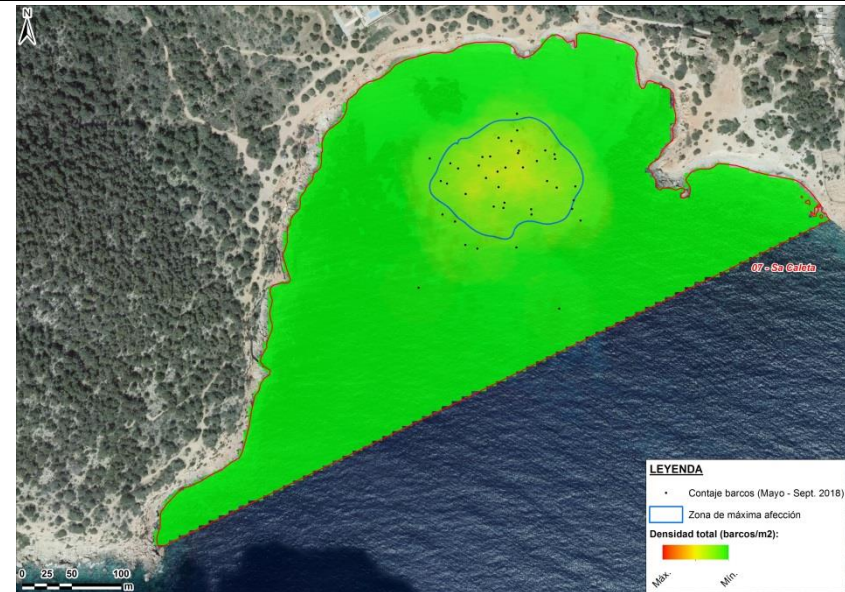 N
07 - Sa Caleta
LEYENDA
Contaje barcos (Mayo - Sept. 2018)
Zona de máxima afección
Densidad total (barcos/m2):
Máx. Mín.
0 25 50 100
m